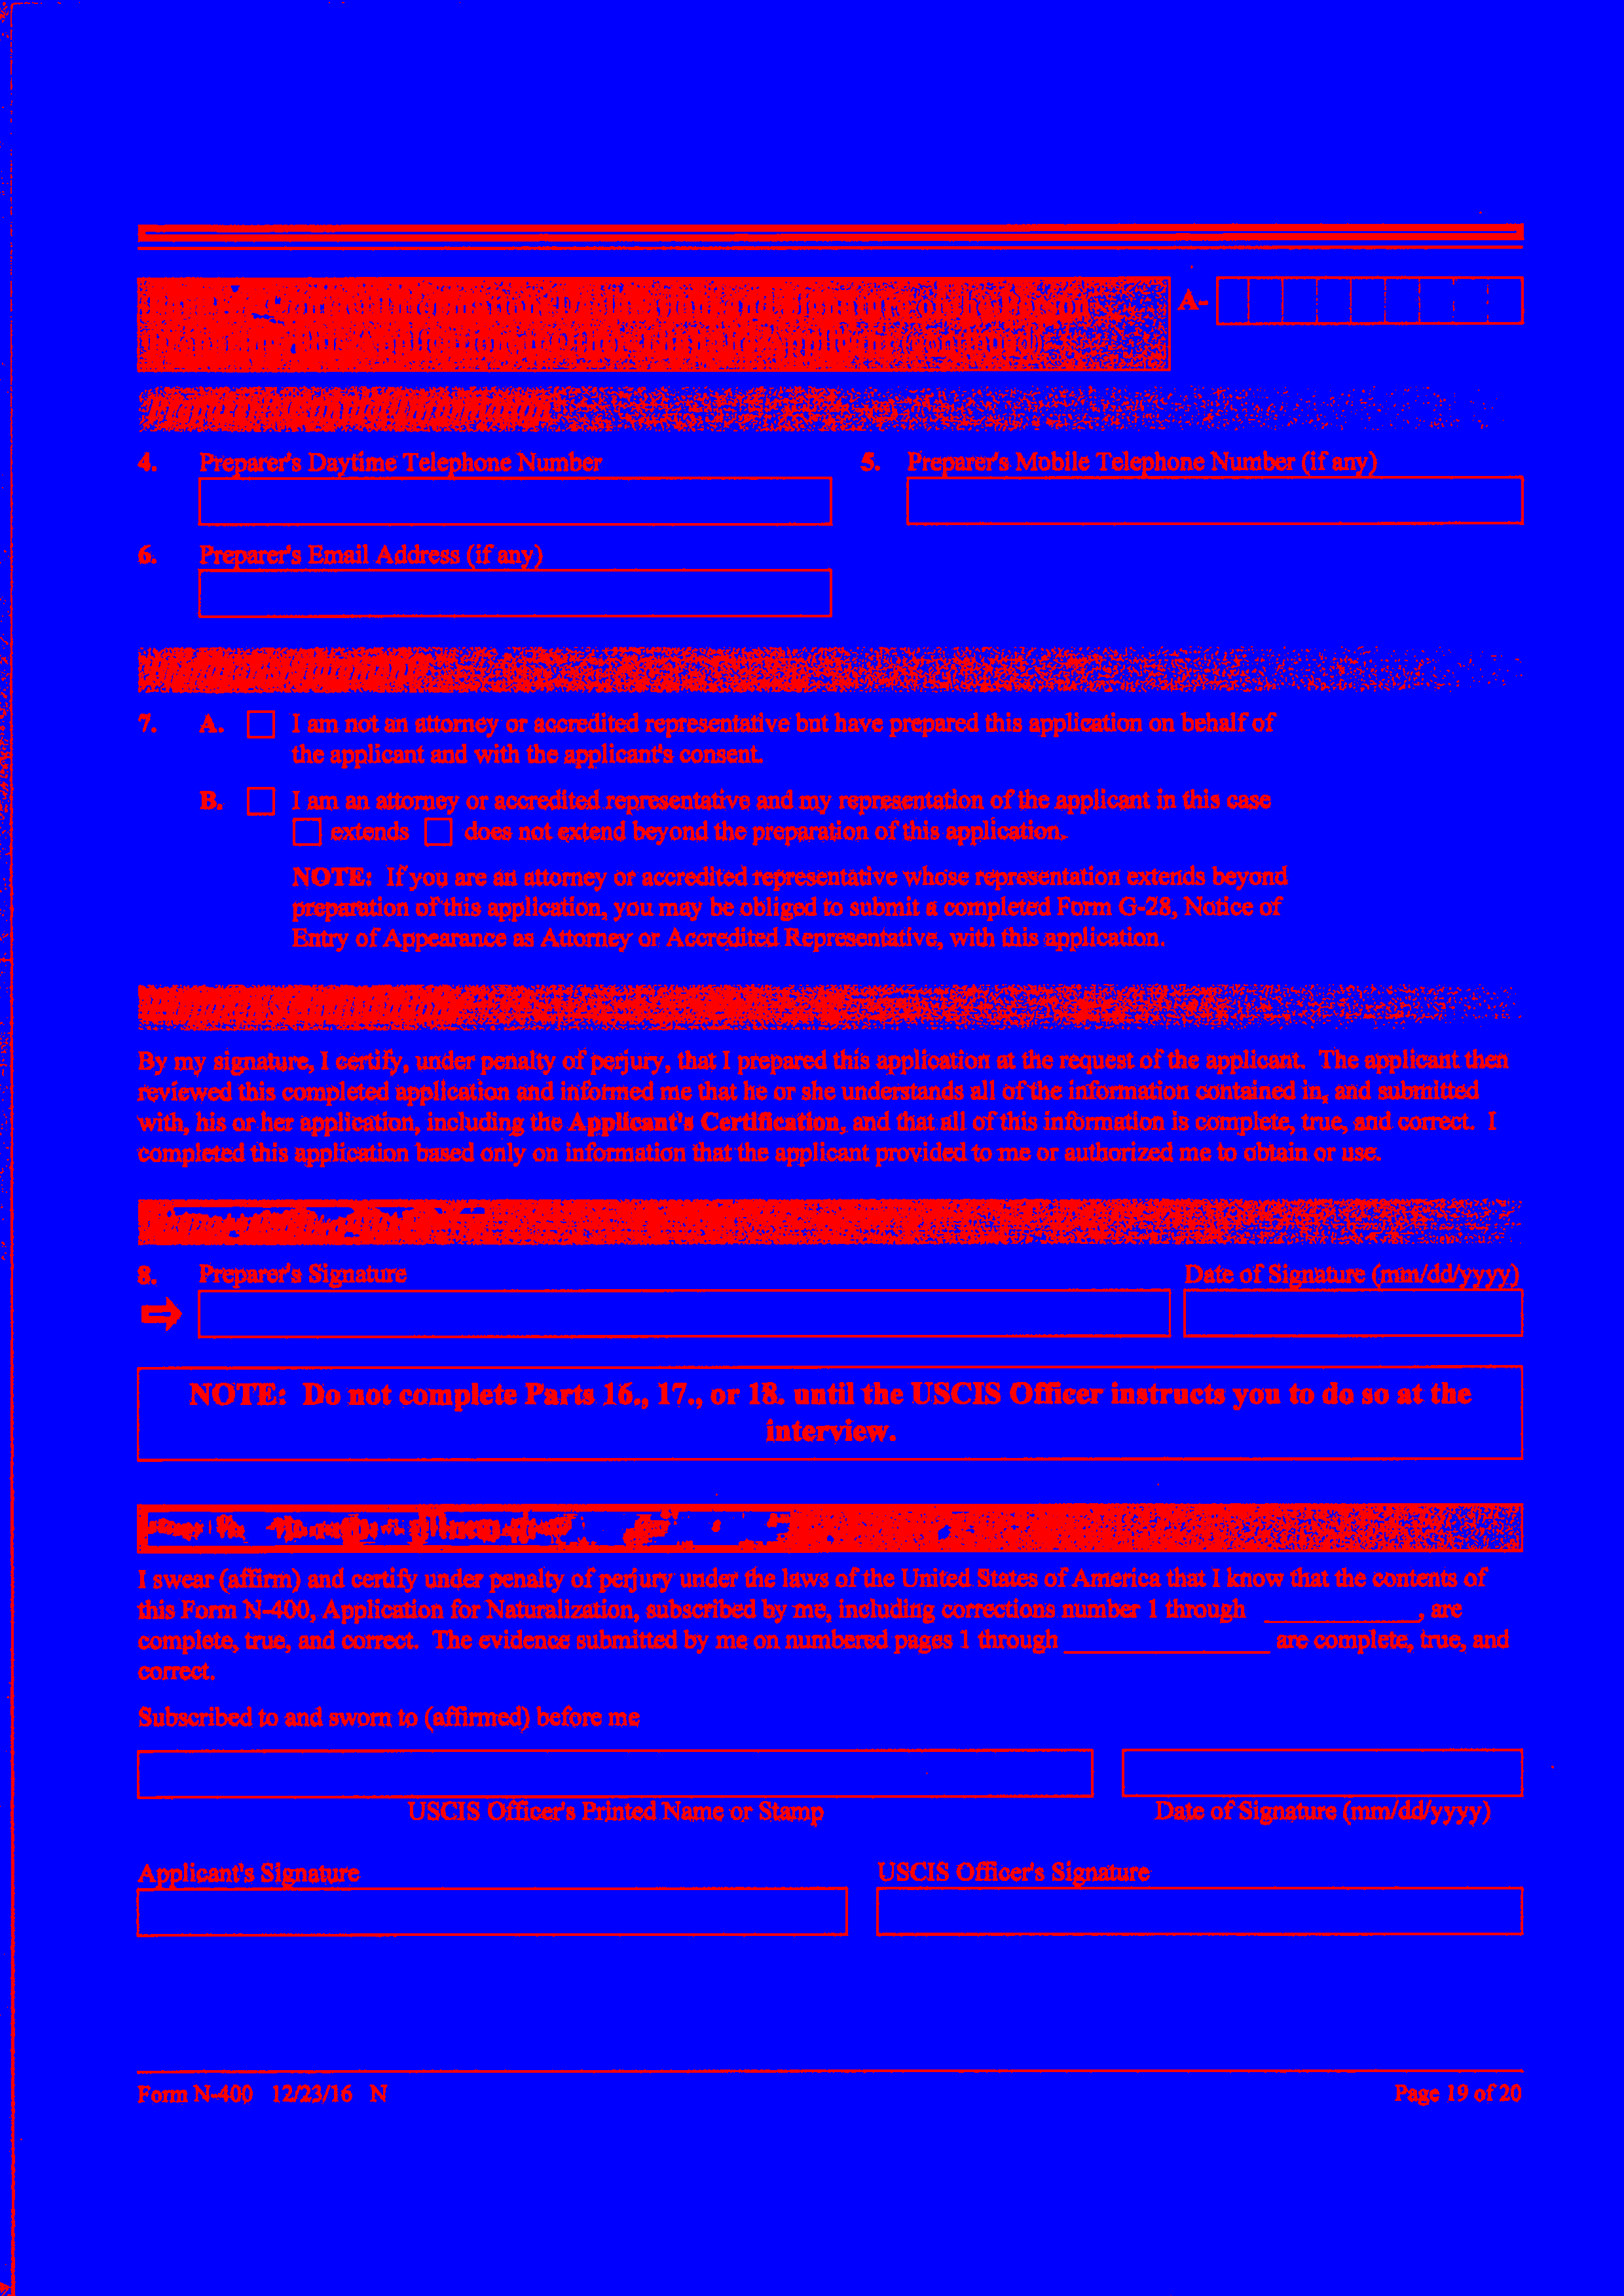 A-
4. Preparer's Daytime Telephone Number
5. Preparer's Mobile Telephone Number (if any)
6. Preparer's Email Address (if any)
7. A. I am not an attorney or accredited representative but have prepared this application on behalf of
the applicant and with the applicant's consent.
B. I am an attorney or accredited representative and my representation of the applicant in this case
extends does not extend beyond the preparation of this application.
NOTE: If you are an attorney or accredited representative whose representation extends beyond
preparation of this application, you may be obliged to submit a completed Form G-28, Notice of
Entry of Appearance as Attorney or Accredited Representative, with this application.
By my signature, I certify, under penalty of perjury, that I prepared this application at the request of the applicant. The applicant then
reviewed this completed application and informed me that he or she understands all of the information contained in, and submitted
with, his or her application, including the Applicant's Certification, and that all of this information is complete, true, and correct. I
completed this application based only on information that the applicant provided to me or authorized me to obtain or use.
8. Preparer's Signature
Date of Signature (mm/dd/yyyy)
NOTE: Do not complete Parts 16., 17., or 18. until the USCIS Officer instructs you to do so at the
interview.
I swear (affirm) and certify under penalty of perjury under the laws of the United States of America that I know that the contents of
this Form N-400, Application for Naturalization, subscribed by me, including corrections number 1 through , are
complete, true, and correct. The evidence submitted by me on numbered pages 1 through are complete, true, and
correct.
Subscribed to and sworn to (affirmed) before me
USCIS Officer's Printed Name or Stamp
Date of Signature (mm/dd/yyyy)
Applicant's Signature
USCIS Officer's Signature
Form N-400 12/23/16 N
Page 19 of 20